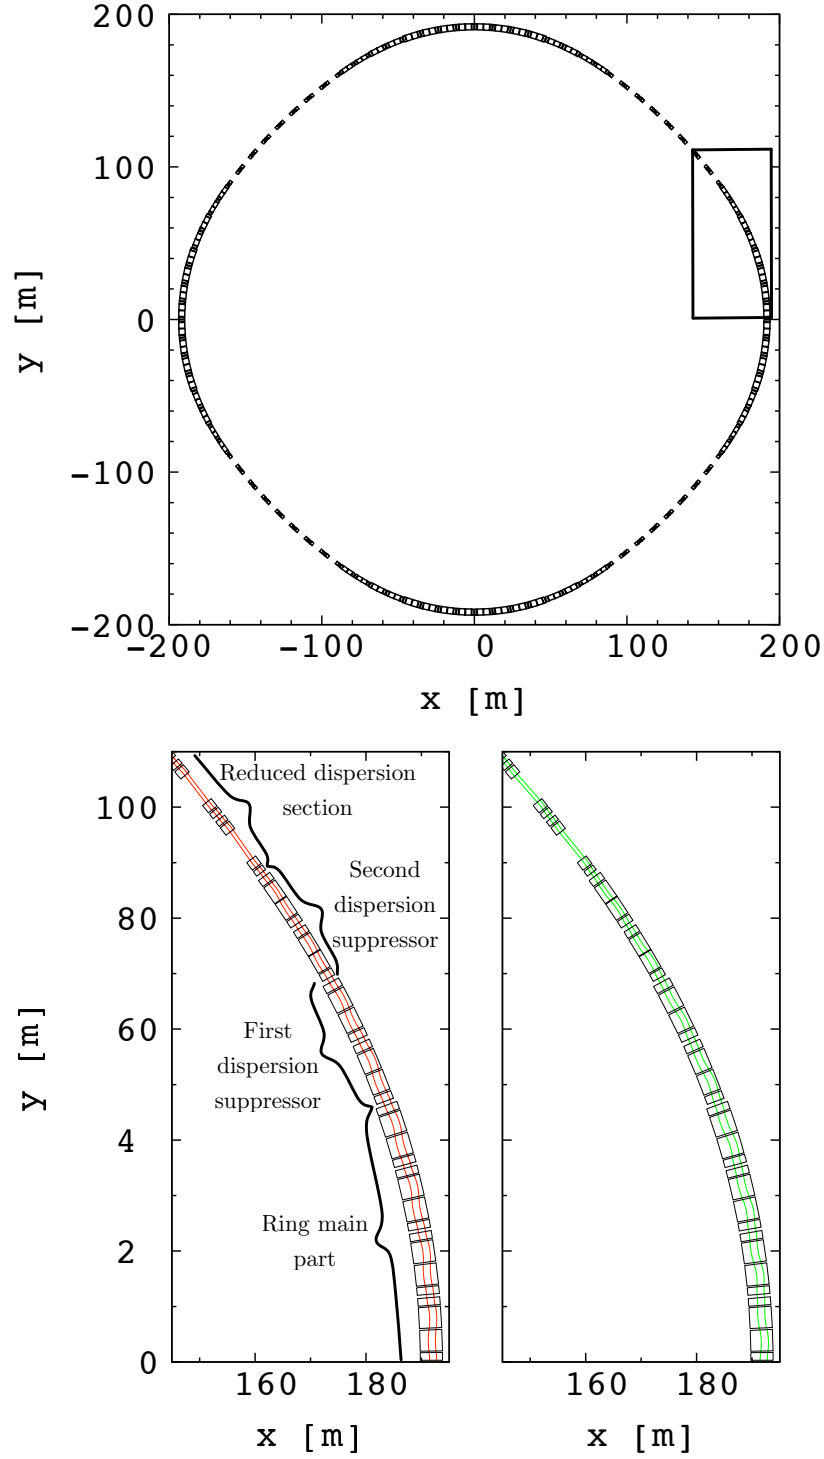 200
100
0
−100
−200
y [m]
−200 −100 0 100 200
x [m]
Reduced dispersion
section
Second
dispersion
suppressor
First
dispersion
suppressor
Ring main
part
100
80
60
4
2
0
y [m]
160 180
x [m]
160 180
x [m]